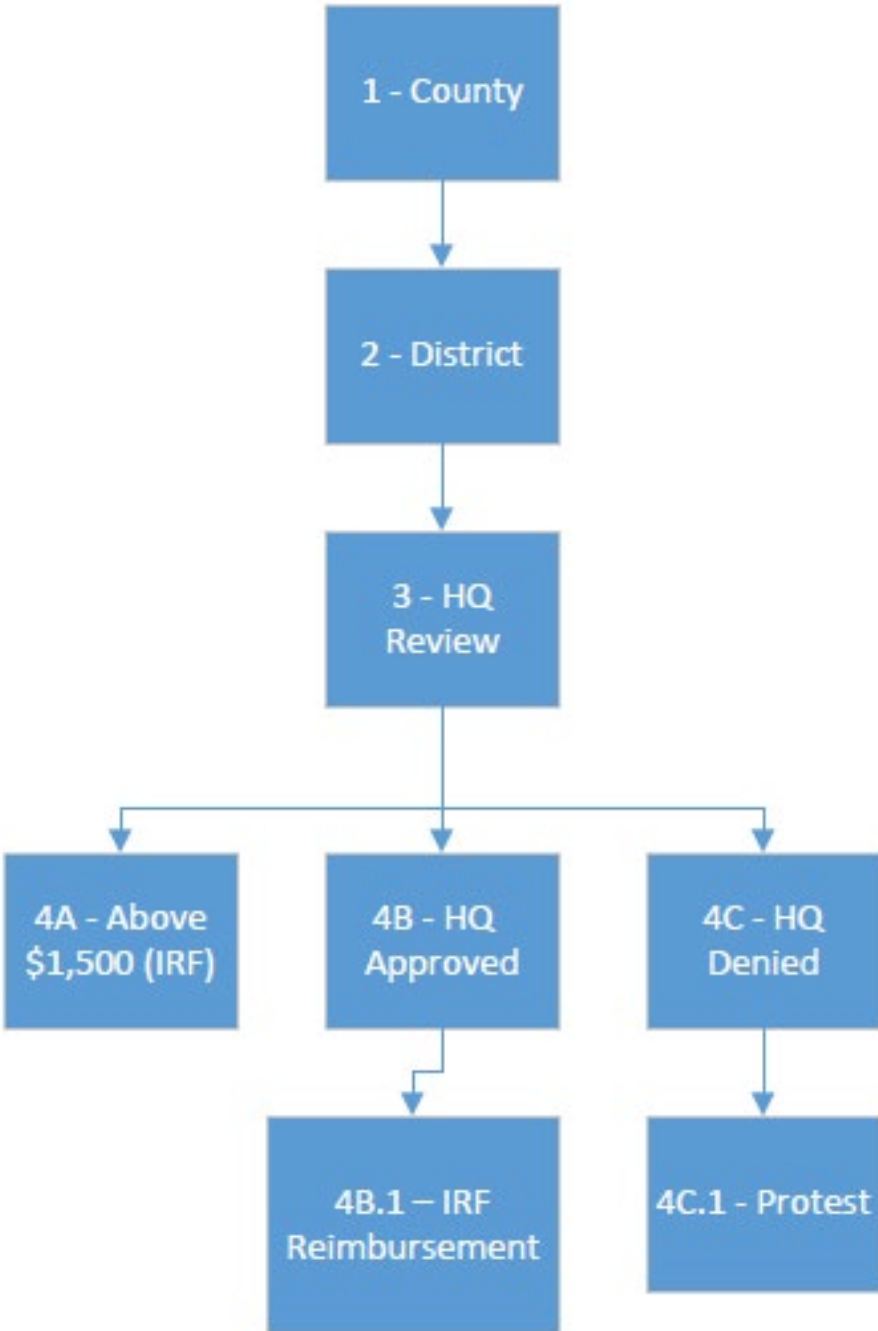 1 - County
2 - District
3 - HQ
Review
4A - Above
$1,500 (IRF)
4B - HQ
Approved
4C - HQ
Denied
4B.1 – IRF
Reimbursement
4C.1 - Protest